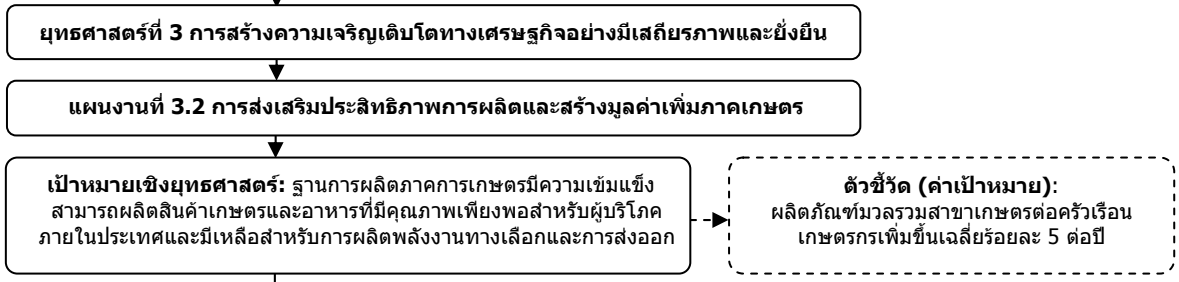 ยุทธศาสตร์ที่ 3 การสร้างความเจริญเติบโตทางเศรษฐกิจอย่างมีเสถียรภาพและยั่งยืน
แผนงานที่ 3.2 การส่งเสริมประสิทธิภาพการผลิตและสร้างมูลค่าเพิ่มภาคเกษตร
เป้าหมายเชิงยุทธศาสตร์: ฐานการผลิตภาคการเกษตรมีความเข้มแข็ง
สามารถผลิตสินค้าเกษตรและอาหารที่มีคุณภาพเพียงพอสำหรับผู้บริโภค
ภายในประเทศและมีเหลือสำหรับการผลิตพลังงานทางเลือกและการส่งออก
ตัวชี้วัด (ค่าเป้าหมาย):
ผลิตภัณฑ์มวลรวมสาขาเกษตรต่อครัวเรือน
เกษตรกรเพิ่มขึ้นเฉลี่ยร้อยละ 5 ต่อปี